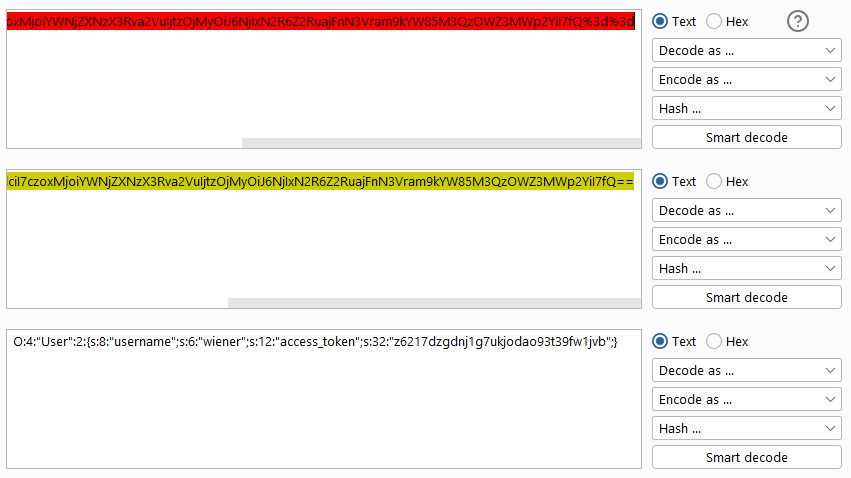 oxMjoiYWNjZXNzX3Rva2VuIjtzOjMyOiJ6NjIxN2R6Z2RuajFnN3Vram9kYW85M3QzOWZ3MWp2YiI7fQ%3d%3d
Text Hex ?
Decode as ...
Encode as ...
Hash ...
Smart decode
ciI7czoxMjoiYWNjZXNzX3Rva2VuIjtzOjMyOiJ6NjIxN2R6Z2RuajFnN3Vram9kYW85M3QzOWZ3MWp2YiI7fQ==
Text Hex
Decode as ...
Encode as ...
Hash ...
Smart decode
O:4:"User":2:{s:8:"username";s:6:"wiener";s:12:"access_token";s:32:"z6217dzgdnj1g7ukjodao93t39fw1jvb";}
Text Hex
Decode as ...
Encode as ...
Hash ...
Smart decode